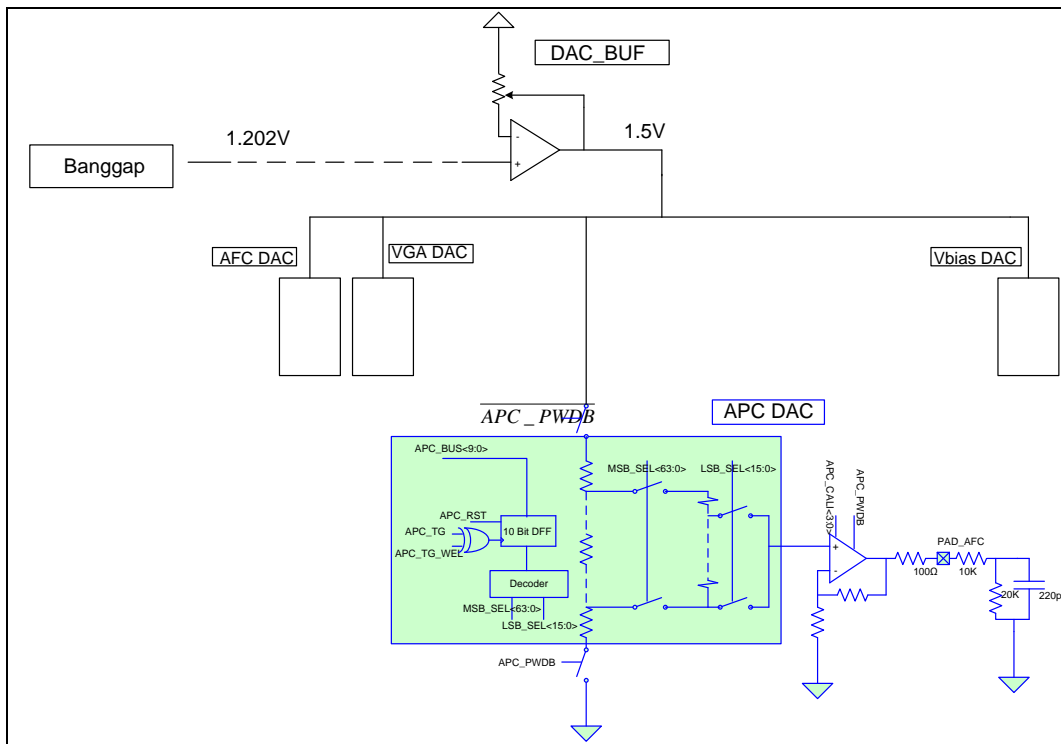 DAC_BUF
1.202V
1.5V
Banggap
-
+
AFC DAC
VGA DAC
Vbias DAC
APC_PWDB
APC DAC
APC_BUS<9:0>
MSB_SEL<63:0>
LSB_SEL<15:0>
APC_CALI<3:0>
APC_PWDB
APC_RST
APC_TG
10 Bit DFF
APC_TG_WEL
PAD_AFC
+
-
100Ω
10K
Decoder
20K
220p
MSB_SEL<63:0>
LSB_SEL<15:0>
APC_PWDB